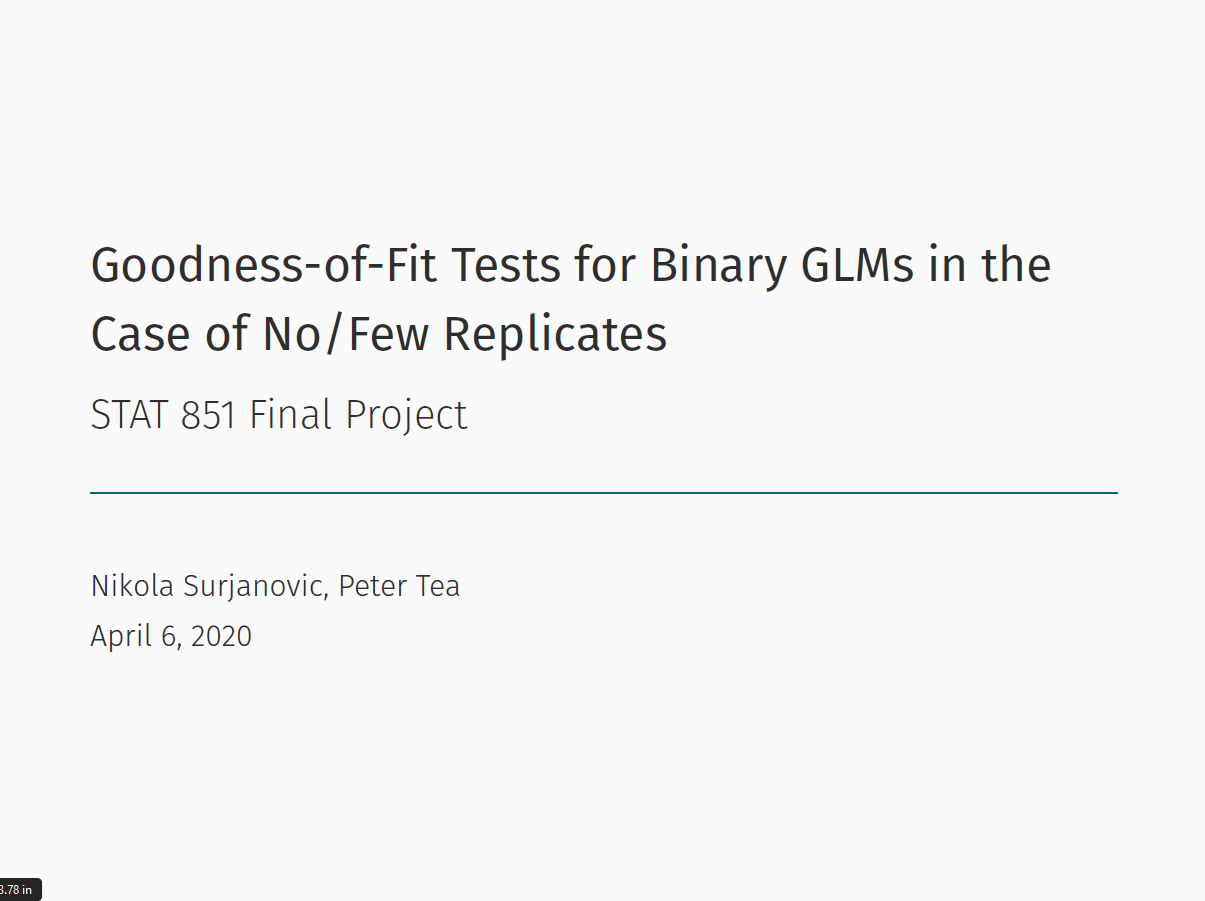 Goodness-of-Fit Tests for Binary GLMs in the
Case of No/Few Replicates
STAT 851 Final Project
Nikola Surjanovic, Peter Tea
April 6, 2020
8.78 in